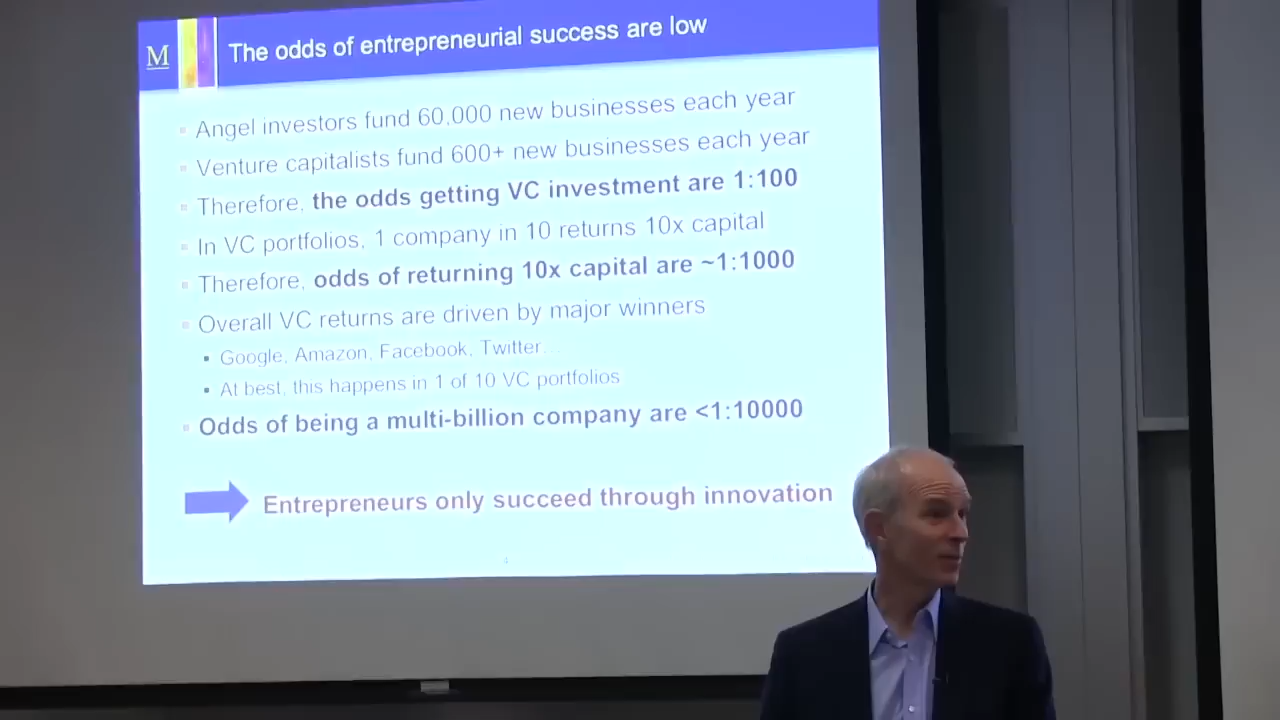 M
The odds of entrepreneurial success are low
Angel investors fund 60,000 new businesses each year
Venture capitalists fund 600+ new businesses each year
Therefore, the odds getting VC investment are 1:100
In VC portfolios, 1 company in 10 returns 10x capital
Therefore, odds of returning 10x capital are ~1:1000
Overall VC returns are driven by major winners
Google, Amazon, Facebook, Twitter...
At best, this happens in 1 of 10 VC portfolios
Odds of being a multi-billion company are <1:10000
Entrepreneurs only succeed through innovation